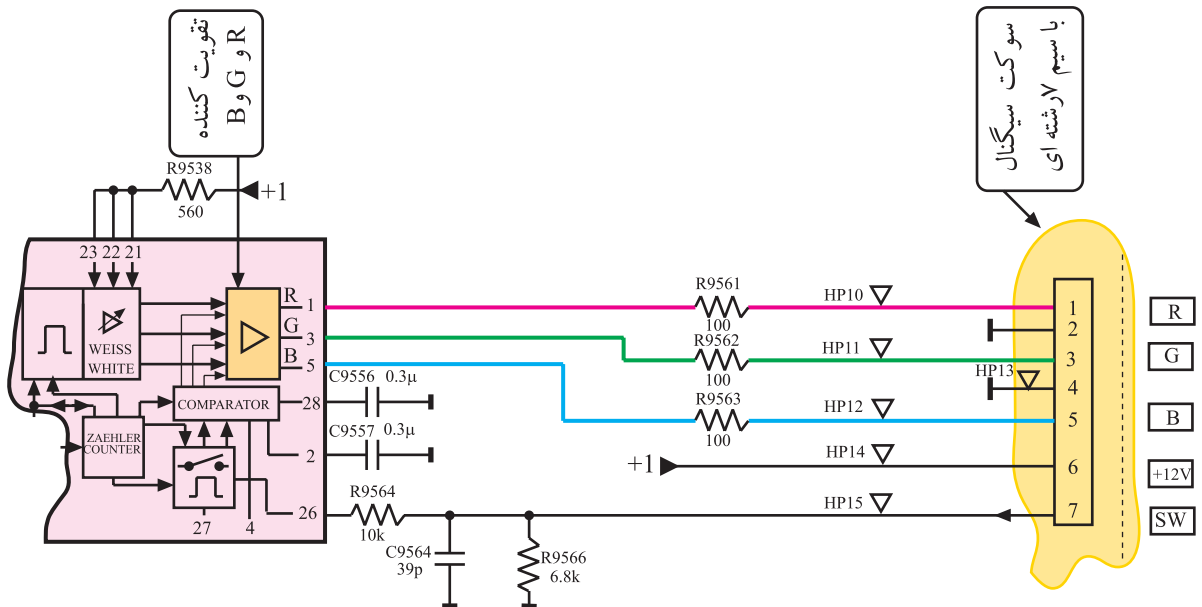 تقویت کننده
R و G و B
سوکت سیگنال
با سیم ۷ رشته ای
R9538
560
+1
23 22 21
WEISS
WHITE
R
1
G
3
B
5
COMPARATOR
28
2
ZAEHLER
COUNTER
27
4
26
C9556 0.3μ
C9557 0.3μ
R9564
10k
C9564
39p
R9566
6.8k
R9561
100
R9562
100
R9563
100
HP10
HP11
HP13
HP12
HP14
+1
HP15
1
2
3
4
5
6
7
R
G
B
+12V
SW